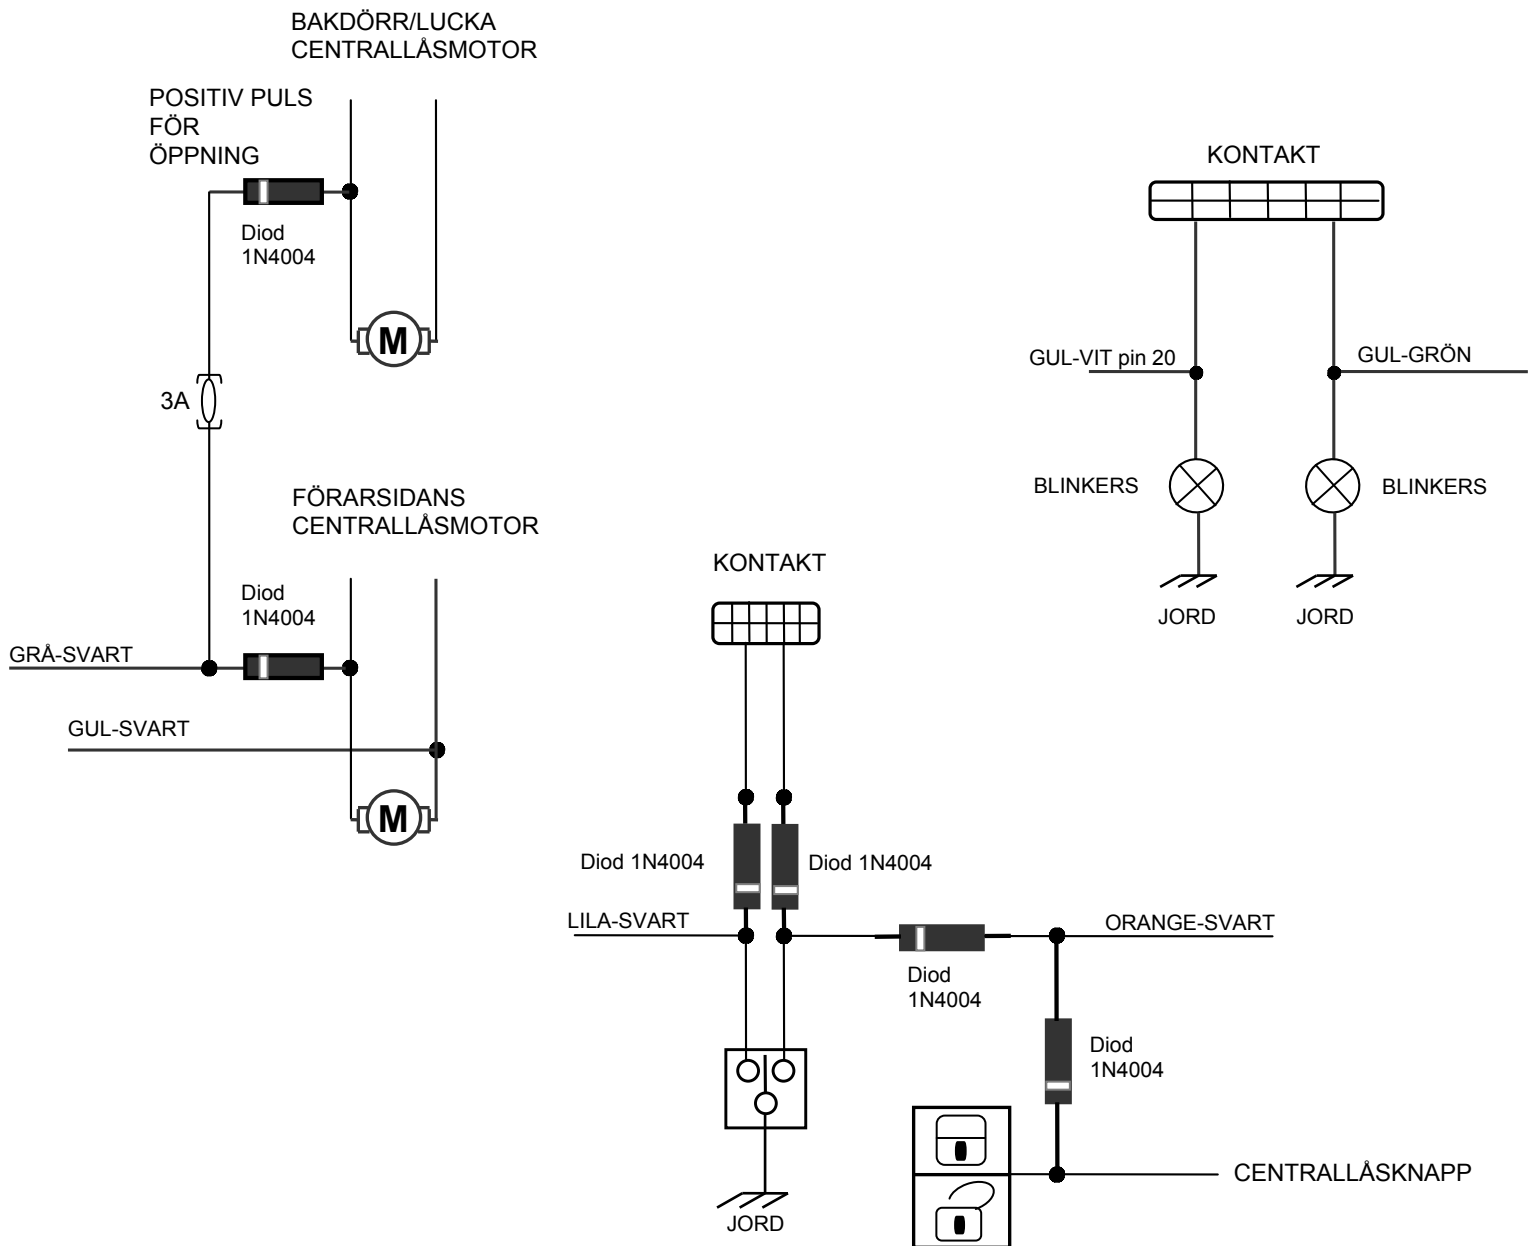 BAKDÖRR/LUCKA
CENTRALLÅSMOTOR
POSITIV PULS
FÖR
ÖPPNING
Diod
1N4004
M
3A
KONTAKT
GUL-VIT pin 20
GUL-GRÖN
BLINKERS
BLINKERS
JORD
JORD
FÖRARSIDANS
CENTRALLÅSMOTOR
Diod
1N4004
GRÅ-SVART
GUL-SVART
M
KONTAKT
Diod 1N4004
Diod 1N4004
LILA-SVART
ORANGE-SVART
Diod
1N4004
Diod
1N4004
CENTRALLÅSKNAPP
JORD